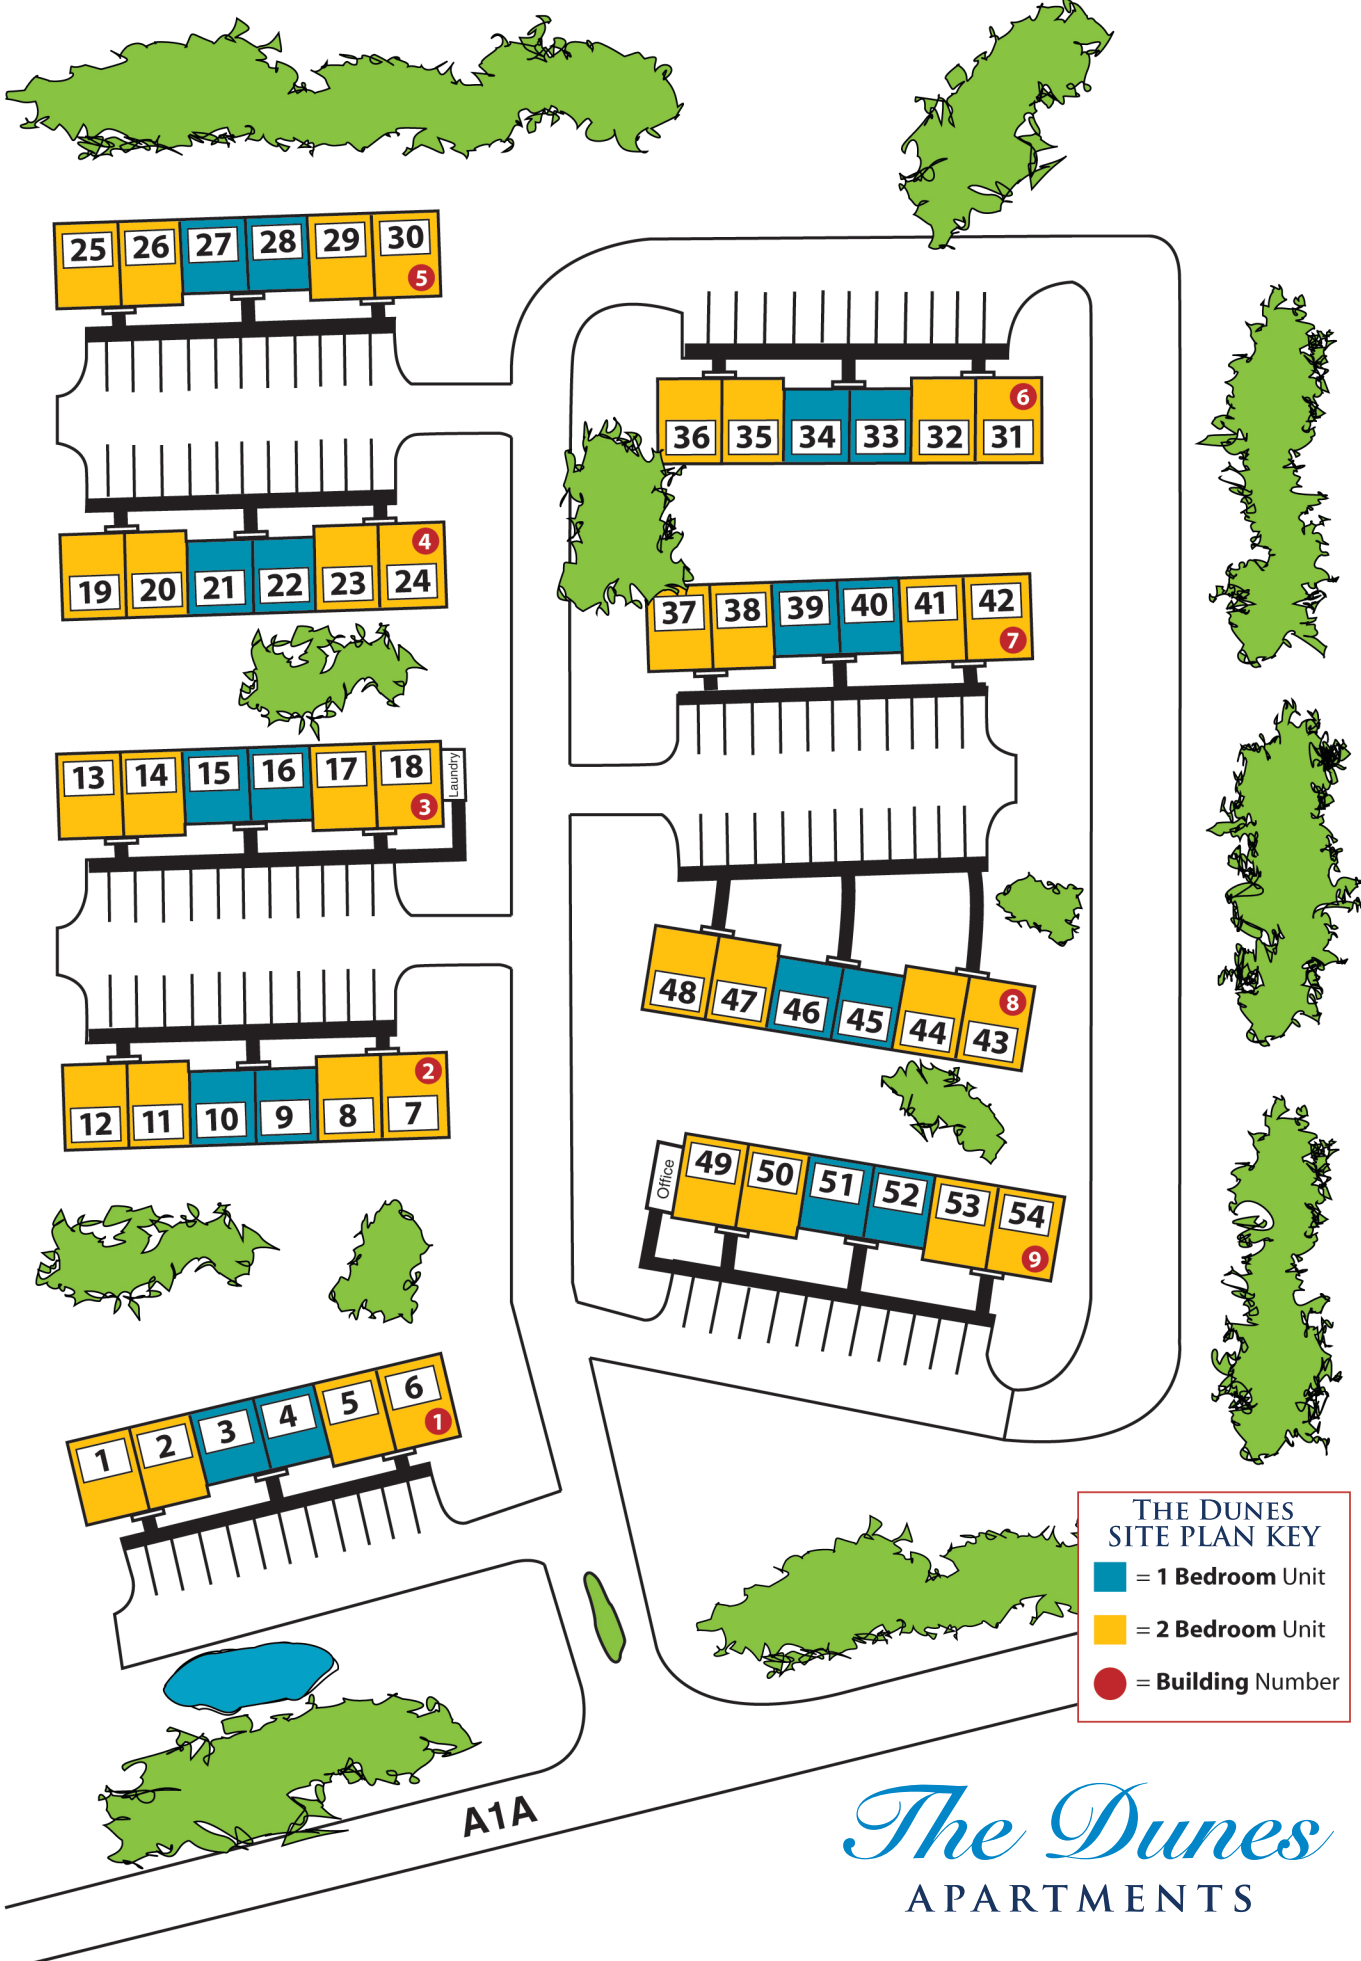 25 26 27 28 29 30
5
6
36 35 34 33 32 31
4
19 20 21 22 23 24
37 38 39 40 41 42
7
13 14 15 16 17 18
Laundry
3
8
48 47 46 45 44 43
2
12 11 10 9 8 7
Office
49 50 51 52 53 54
9
1 2 3 4 5 6
1
THE DUNES
SITE PLAN KEY
= 1 Bedroom Unit
= 2 Bedroom Unit
= Building Number
A1A
The Dunes
APARTMENTS